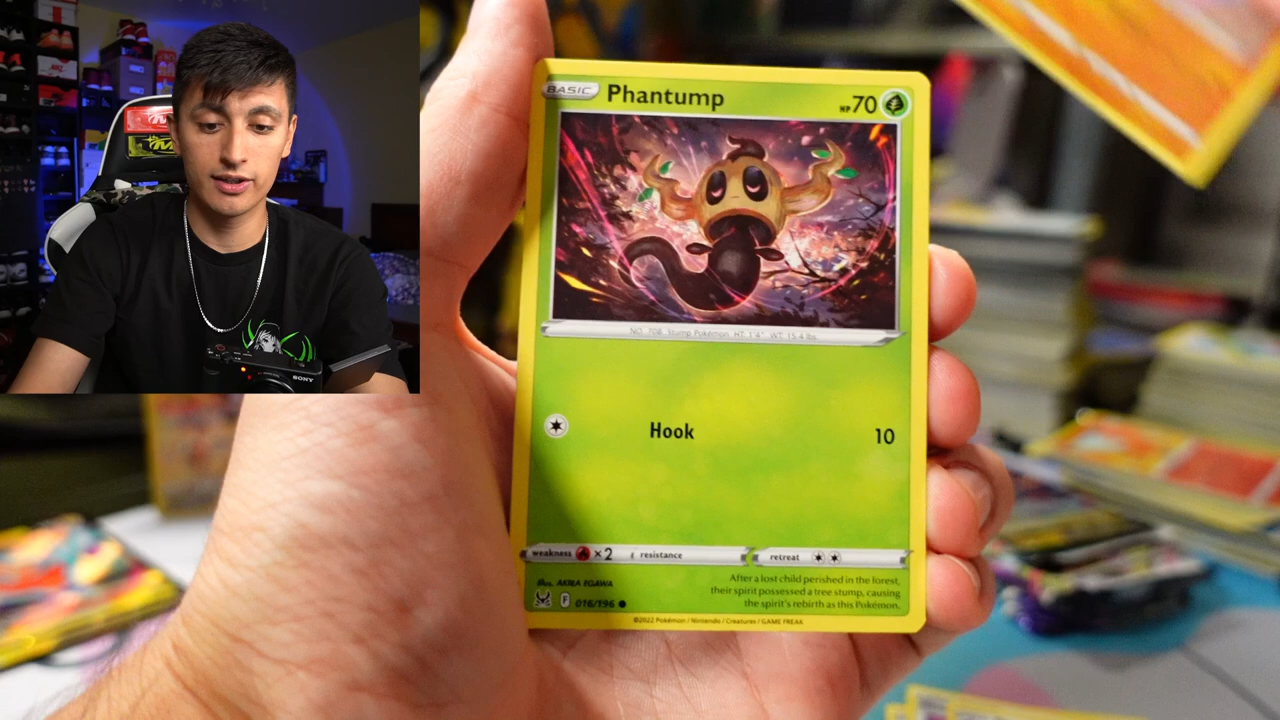 BASIC
Phantump
HP 70
NO. 708 Stump Pokémon HT: 1'4" WT: 15.4 lbs.
Hook 10
weakness ×2 resistance retreat
Illus. AKIRA EGAWA
After a lost child perished in the forest,
their spirit possessed a tree stump, causing
the spirit's rebirth as this Pokémon.
F 016/196
©2022 Pokémon / Nintendo / Creatures / GAME FREAK
SONY